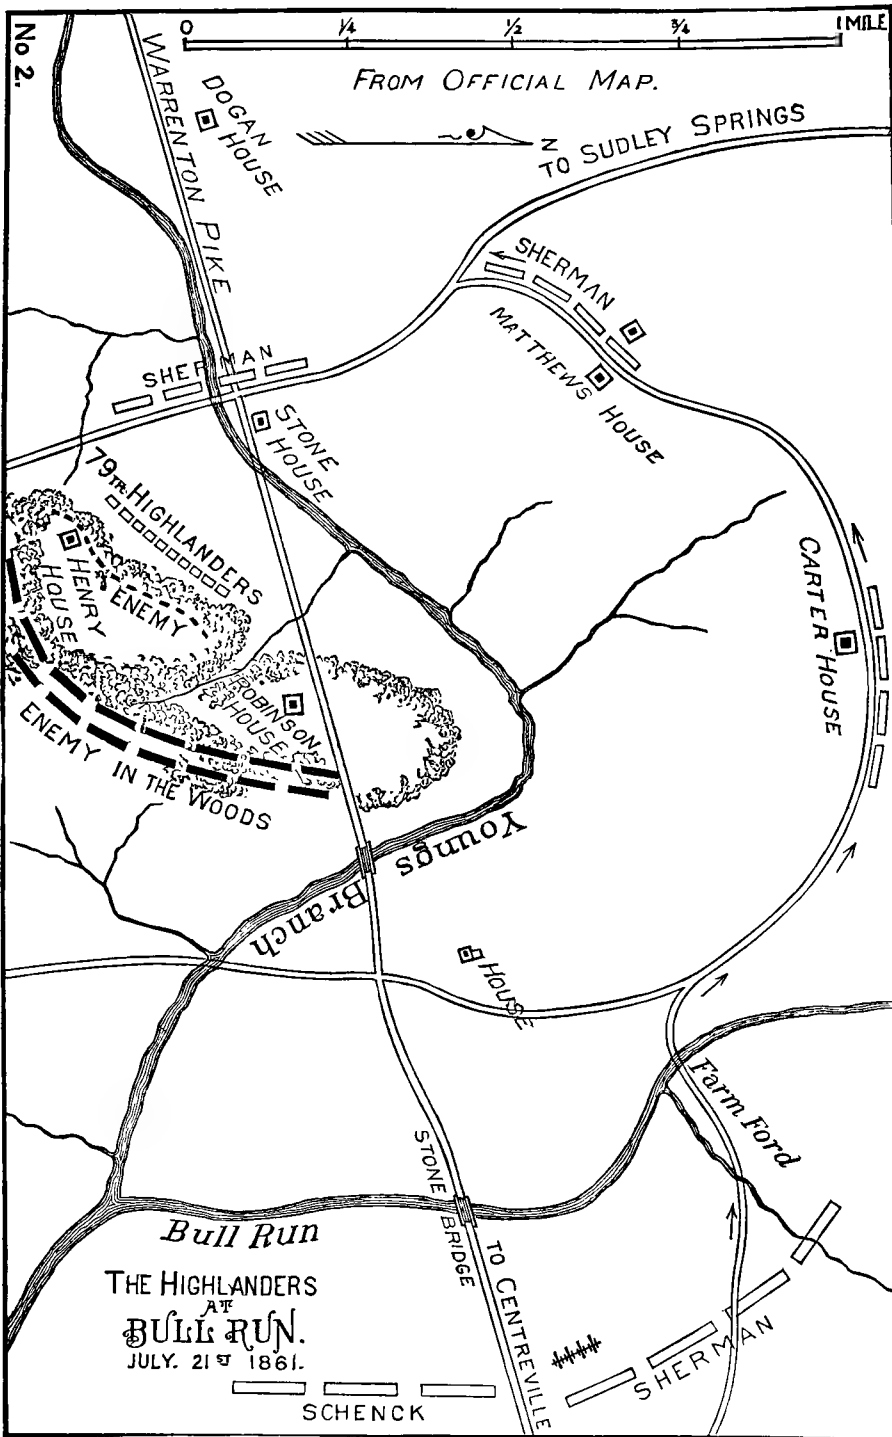 No 2.
0 1/4 1/2 3/4 1 MILE
FROM OFFICIAL MAP.
WARRENTON PIKE
DOGAN
HOUSE
N
TO SUDLEY SPRINGS
SHERMAN
MATTHEWS HOUSE
SHERMAN
STONE
HOUSE
79TH HIGHLANDERS
HENRY
HOUSE
ENEMY
CARTER HOUSE
ROBINSON
HOUSE
ENEMY IN THE WOODS
Youngs
Branch
HOUSE
Farm Ford
STONE
BRIDGE
Bull Run
TO CENTREVILLE
THE HIGHLANDERS
AT
BULL RUN.
JULY. 21ST 1861.
SHERMAN
SCHENCK